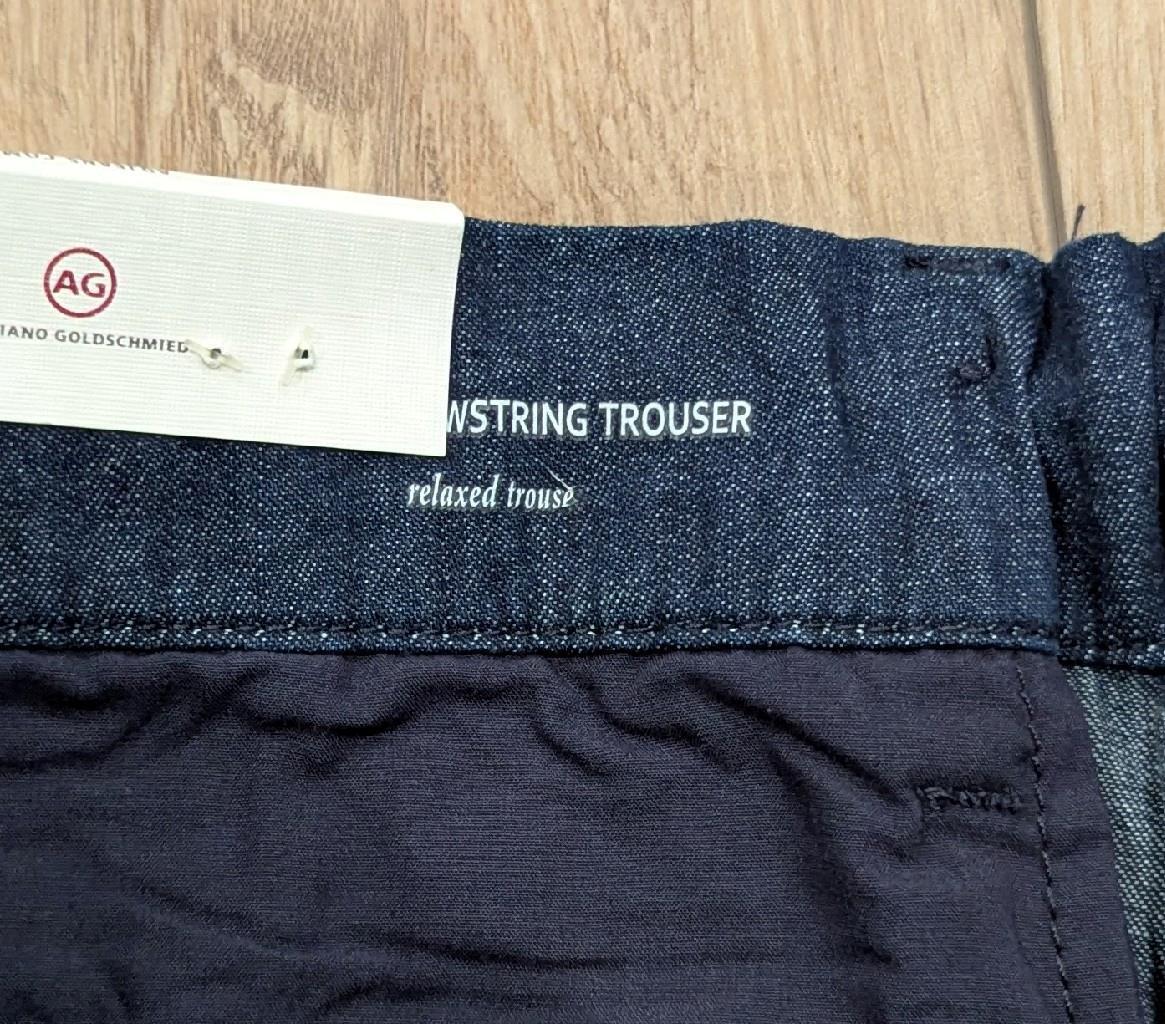 AG
IANO GOLDSCHMIED
WSTRING TROUSER
relaxed trouse